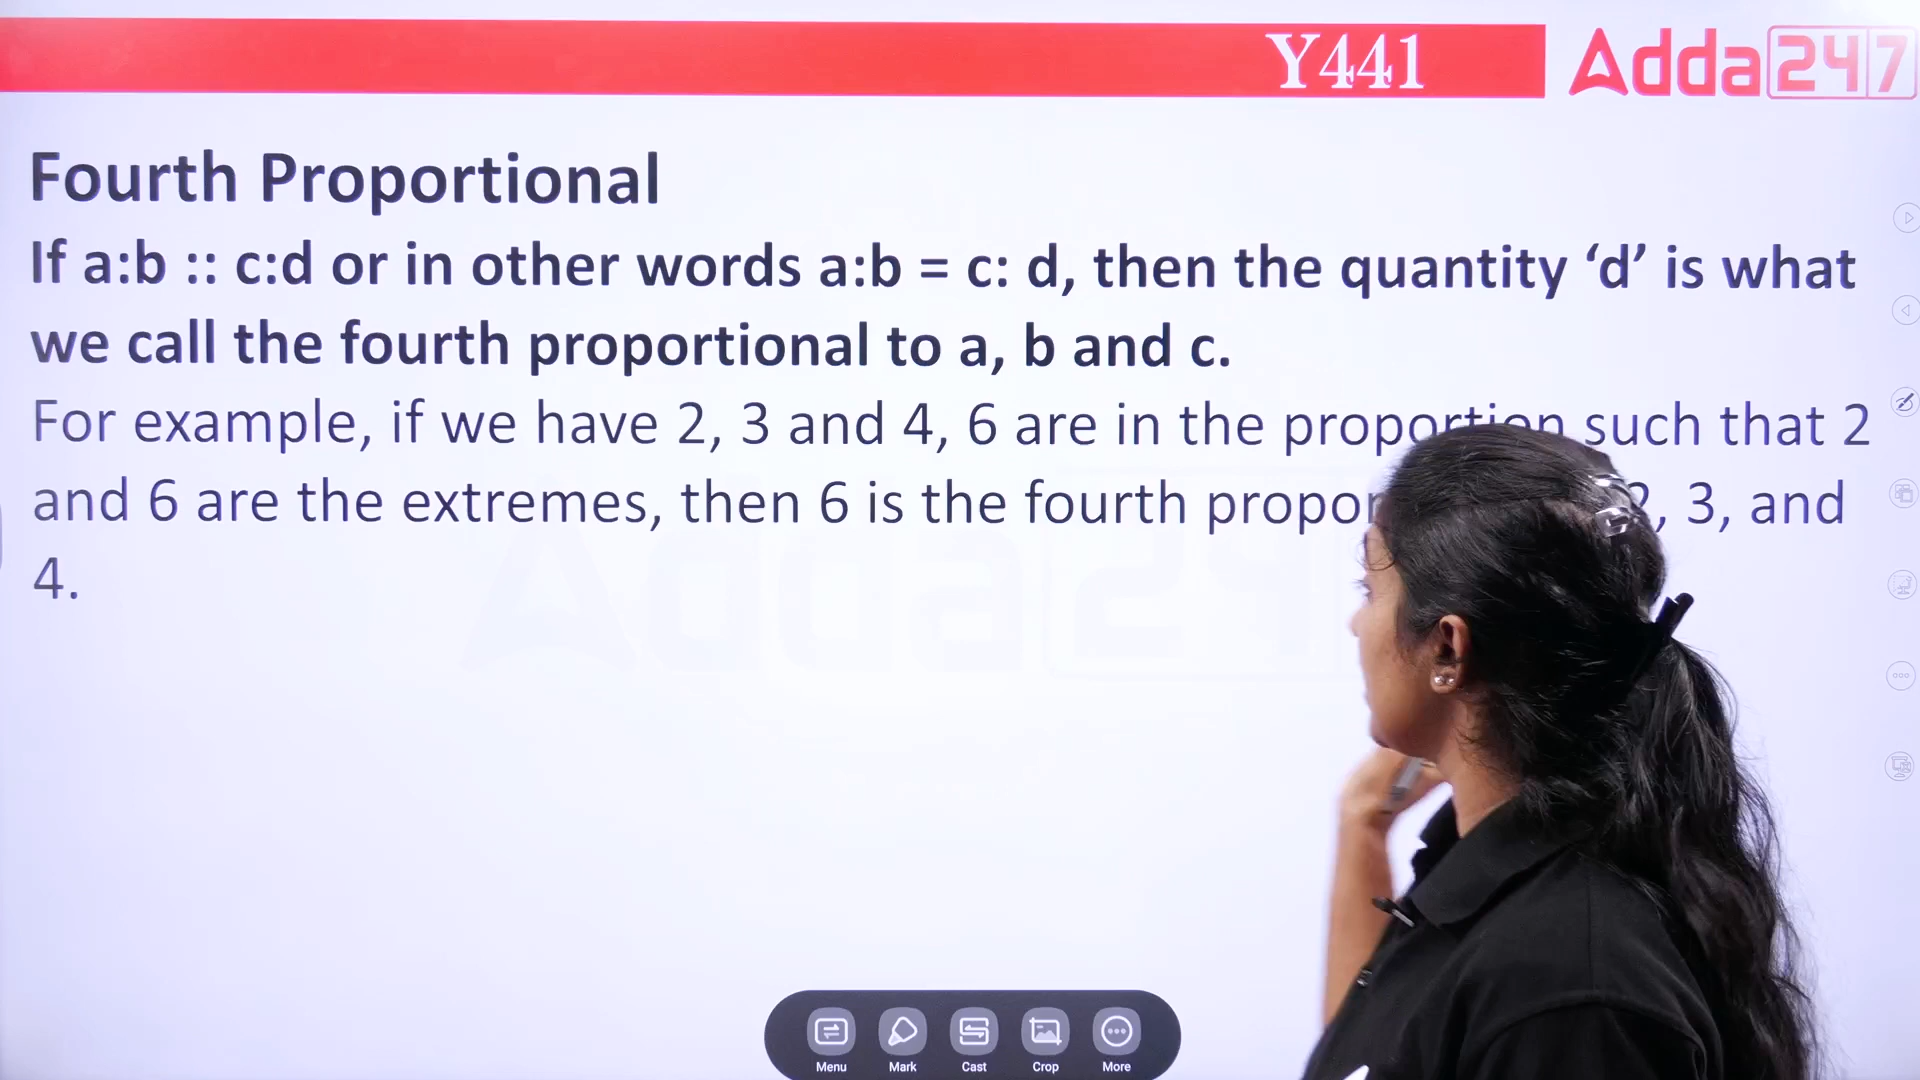 Y441
Adda247
Fourth Proportional
If a:b :: c:d or in other words a:b = c: d, then the quantity ‘d’ is what
we call the fourth proportional to a, b and c.
For example, if we have 2, 3 and 4, 6 are in the proportion such that 2
and 6 are the extremes, then 6 is the fourth 2, 3, and
4.
Menu Mark Cast Crop More